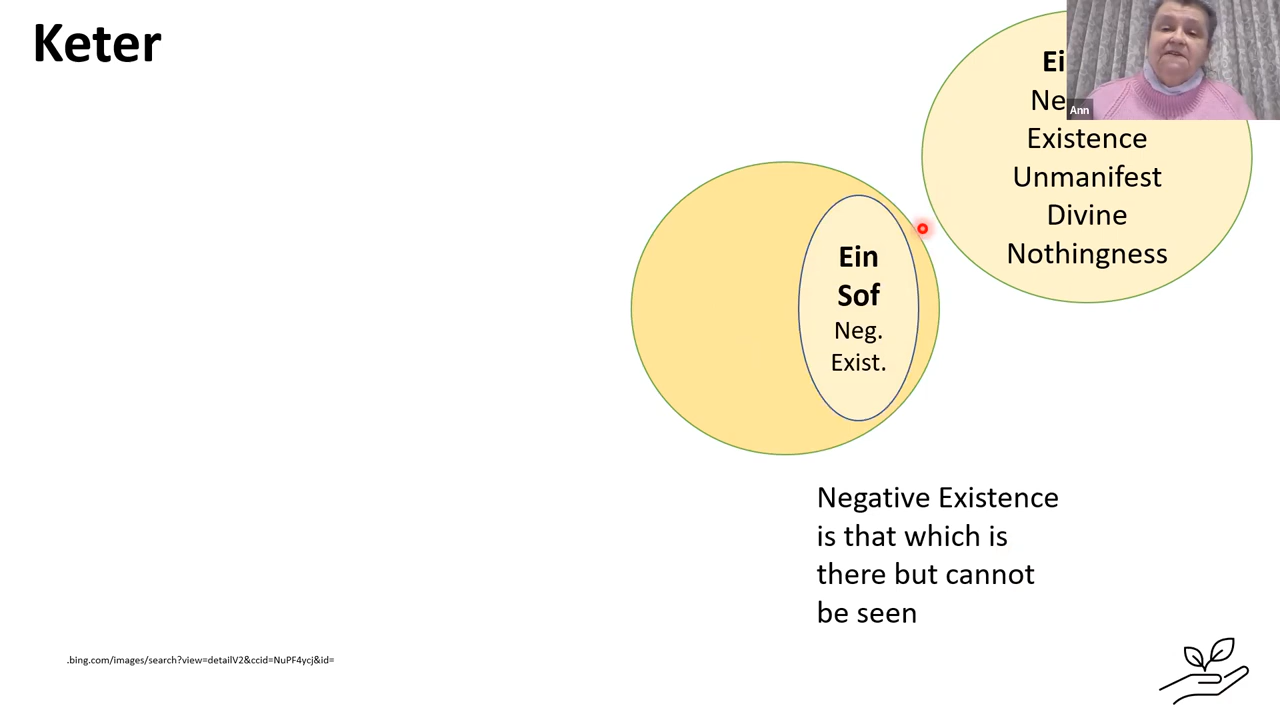 Keter
Existence
Unmanifest
Divine
Nothingness
Ann
Ein
Sof
Neg.
Exist.
Negative Existence
is that which is
there but cannot
be seen
.bing.com/images/search?view=detailV2&ccid=NuPF4ycj&id=